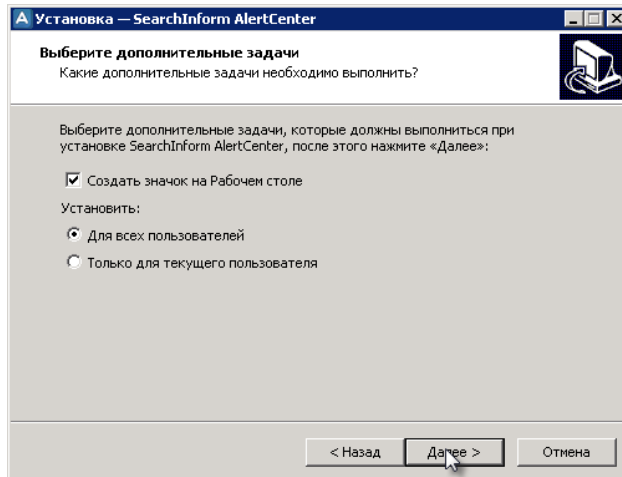 Установка — SearchInform AlertCenter
Выберите дополнительные задачи
Какие дополнительные задачи необходимо выполнить?
Выберите дополнительные задачи, которые должны выполниться при
установке SearchInform AlertCenter, после этого нажмите «Далее»:
Создать значок на Рабочем столе
Установить:
Для всех пользователей
Только для текущего пользователя
< Назад
Далее >
Отмена